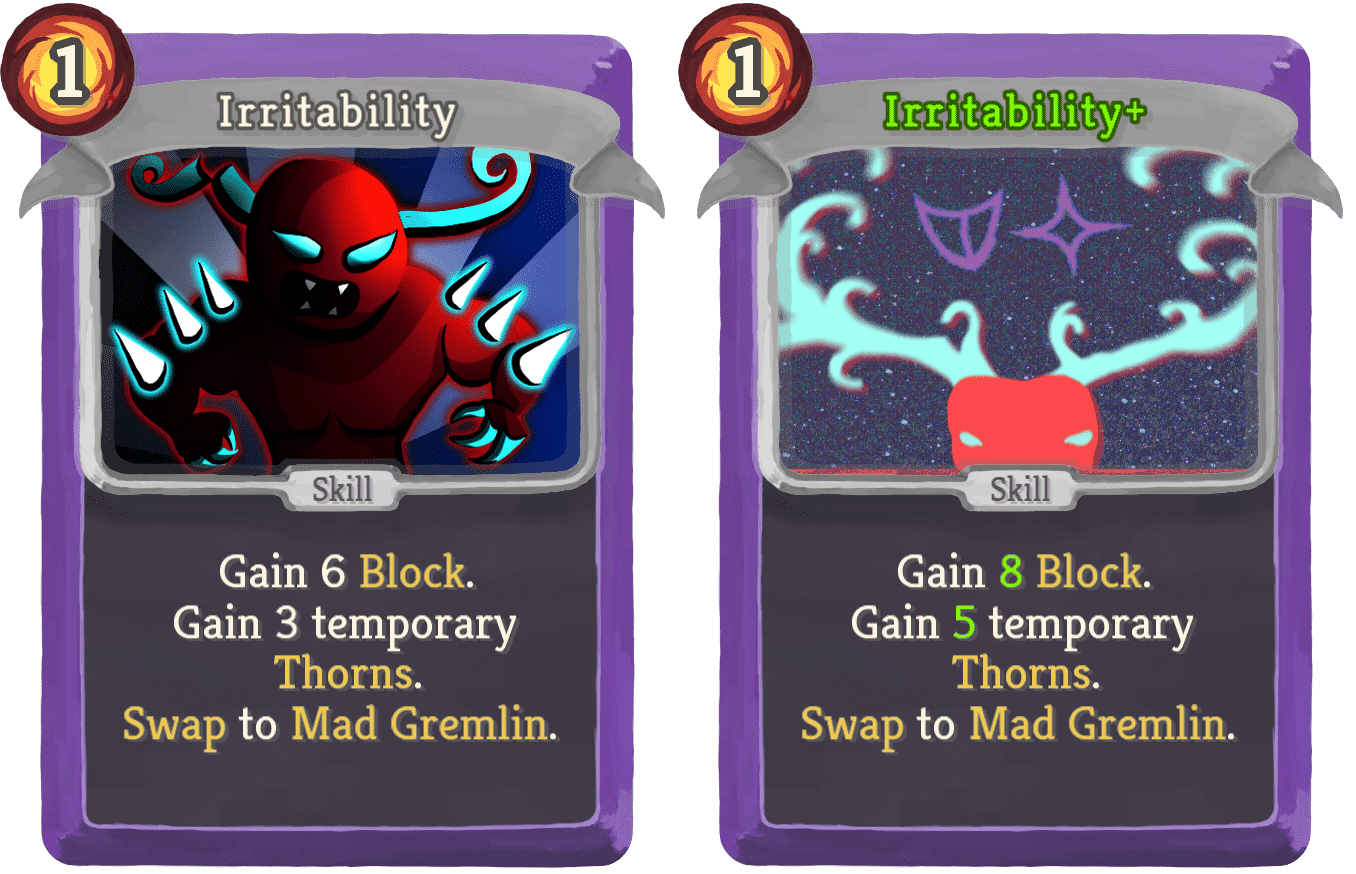 1
Irritability
Skill
Gain 6 Block.
Gain 3 temporary
Thorns.
Swap to Mad Gremlin.
1
Irritability+
Skill
Gain 8 Block.
Gain 5 temporary
Thorns.
Swap to Mad Gremlin.